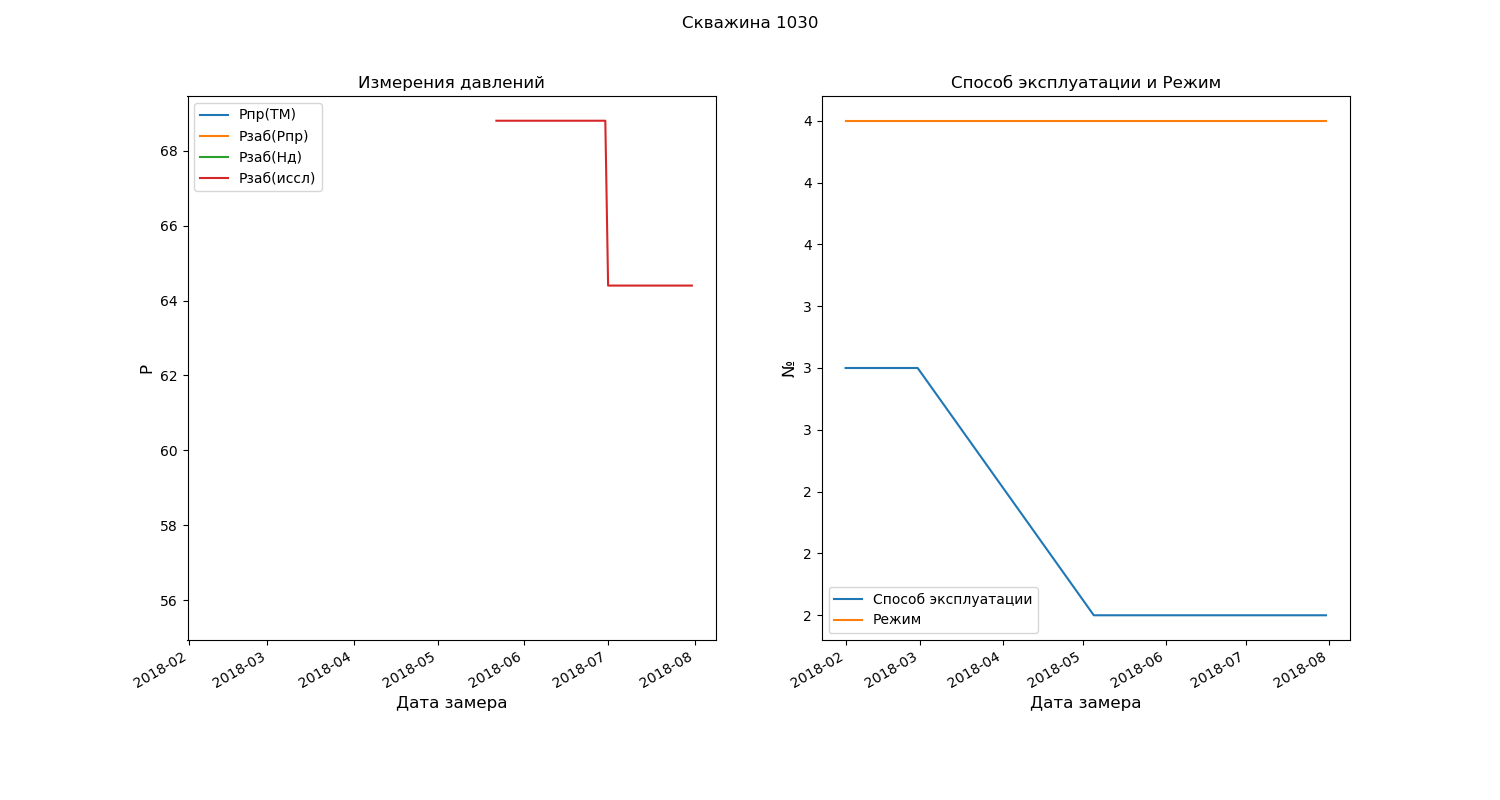 Скважина 1030
Измерения давлений
Рпр(ТМ)
Рзаб(Рпр)
Рзаб(Нд)
Рзаб(иссл)
68
66
64
62
60
58
56
Р
2018-02
2018-03
2018-04
2018-05
2018-06
2018-07
2018-08
Дата замера
Способ эксплуатации и Режим
4
4
4
3
3
3
2
2
2
№
Способ эксплуатации
Режим
2018-02
2018-03
2018-04
2018-05
2018-06
2018-07
2018-08
Дата замера